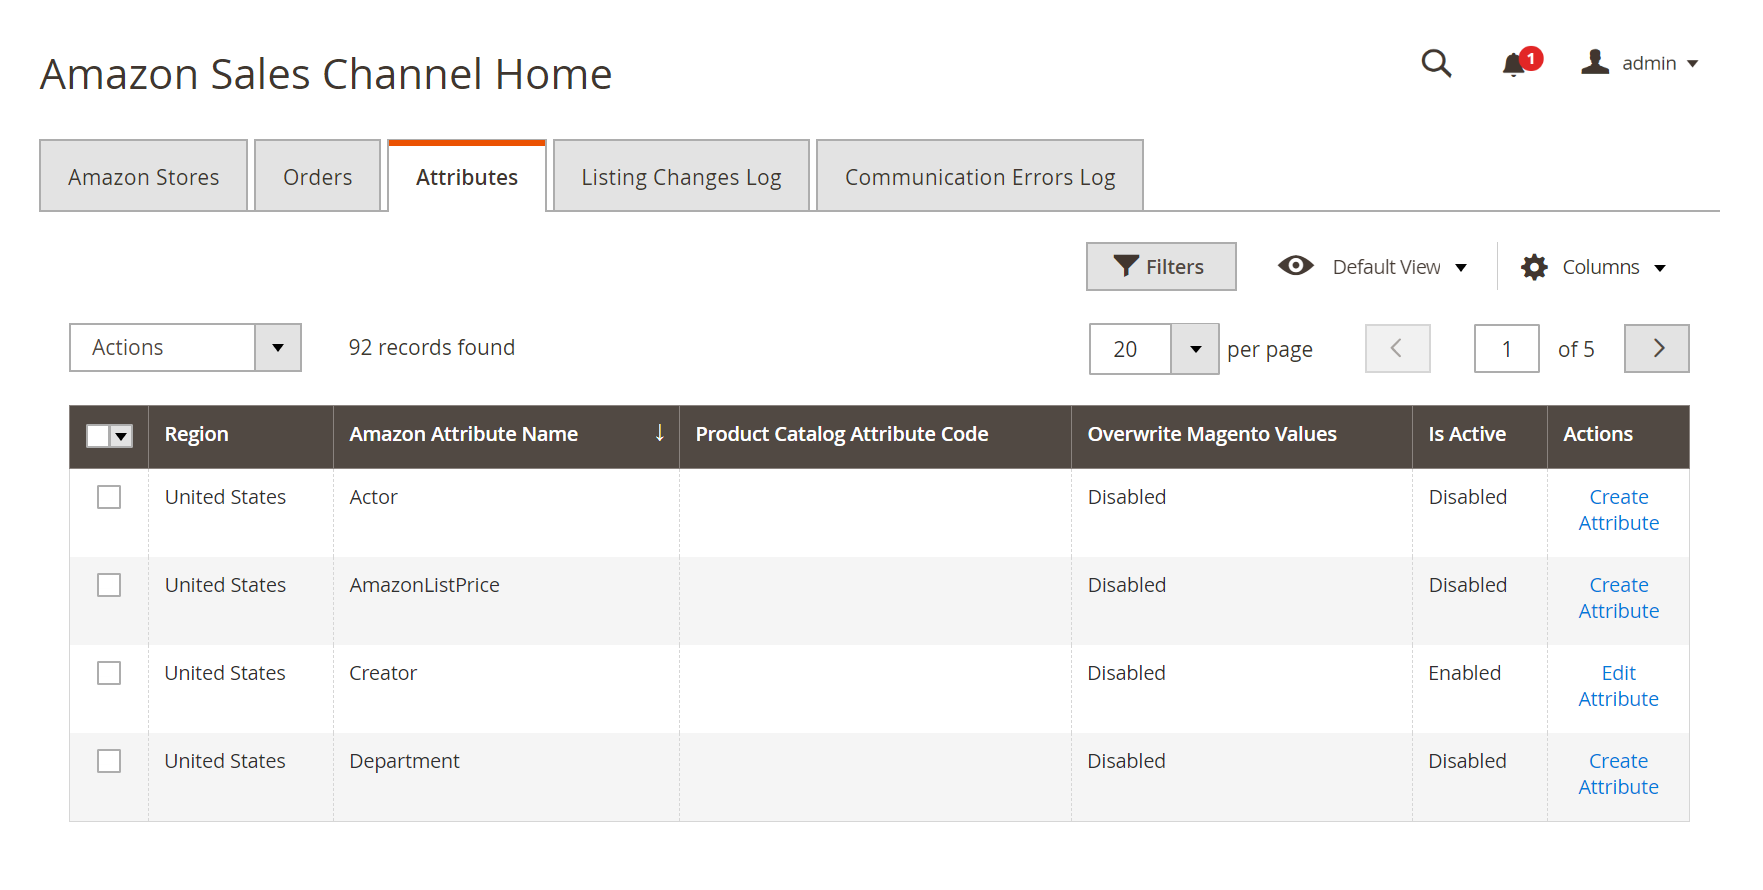 Amazon Sales Channel Home
1
admin
Amazon Stores
Orders
Attributes
Listing Changes Log
Communication Errors Log
Filters
Default View
Columns
Actions
92 records found
20
per page
1
of 5
Region
Amazon Attribute Name
Product Catalog Attribute Code
Overwrite Magento Values
Is Active
Actions
United States
Actor
Disabled
Disabled
Create
Attribute
United States
AmazonListPrice
Disabled
Disabled
Create
Attribute
United States
Creator
Disabled
Enabled
Edit
Attribute
United States
Department
Disabled
Disabled
Create
Attribute